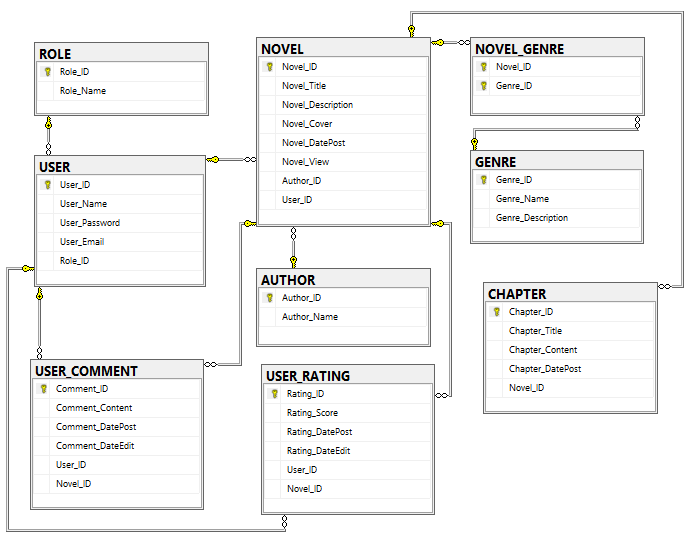 ROLE
Role_ID
Role_Name
NOVEL
Novel_ID
Novel_Title
Novel_Description
Novel_Cover
Novel_DatePost
Novel_View
Author_ID
User_ID
NOVEL_GENRE
Novel_ID
Genre_ID
USER
User_ID
User_Name
User_Password
User_Email
Role_ID
GENRE
Genre_ID
Genre_Name
Genre_Description
AUTHOR
Author_ID
Author_Name
CHAPTER
Chapter_ID
Chapter_Title
Chapter_Content
Chapter_DatePost
Novel_ID
USER_COMMENT
Comment_ID
Comment_Content
Comment_DatePost
Comment_DateEdit
User_ID
Novel_ID
USER_RATING
Rating_ID
Rating_Score
Rating_DatePost
Rating_DateEdit
User_ID
Novel_ID